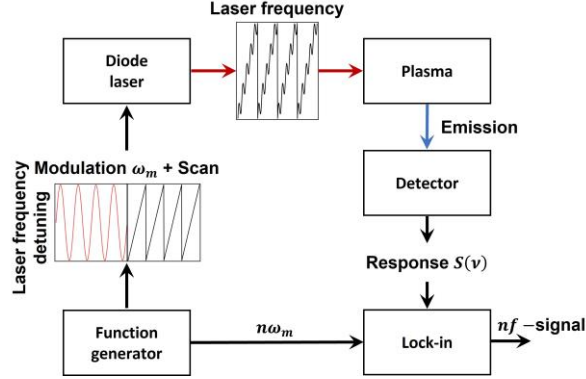 Laser frequency
Diode
laser
Plasma
Emission
Modulation ωₘ + Scan
Detector
Laser frequency
detuning
Response S(ν)
Function
generator
nωₘ
Lock-in
nf −signal